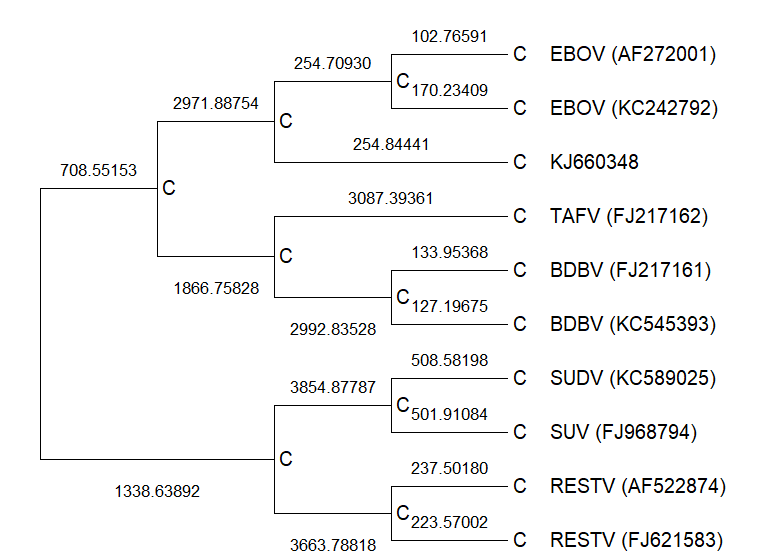 102.76591
C EBOV (AF272001)
254.70930
C
170.23409
2971.88754
C EBOV (KC242792)
C
254.84441
C KJ660348
708.55153
C
3087.39361
C TAFV (FJ217162)
133.95368
C
C BDBV (FJ217161)
1866.75828
C
127.19675
2992.83528
C BDBV (KC545393)
508.58198
C SUDV (KC589025)
3854.87787
C
501.91084
C SUV (FJ968794)
C
237.50180
1338.63892
C RESTV (AF522874)
C
223.57002
3663.78818
C RESTV (FJ621583)